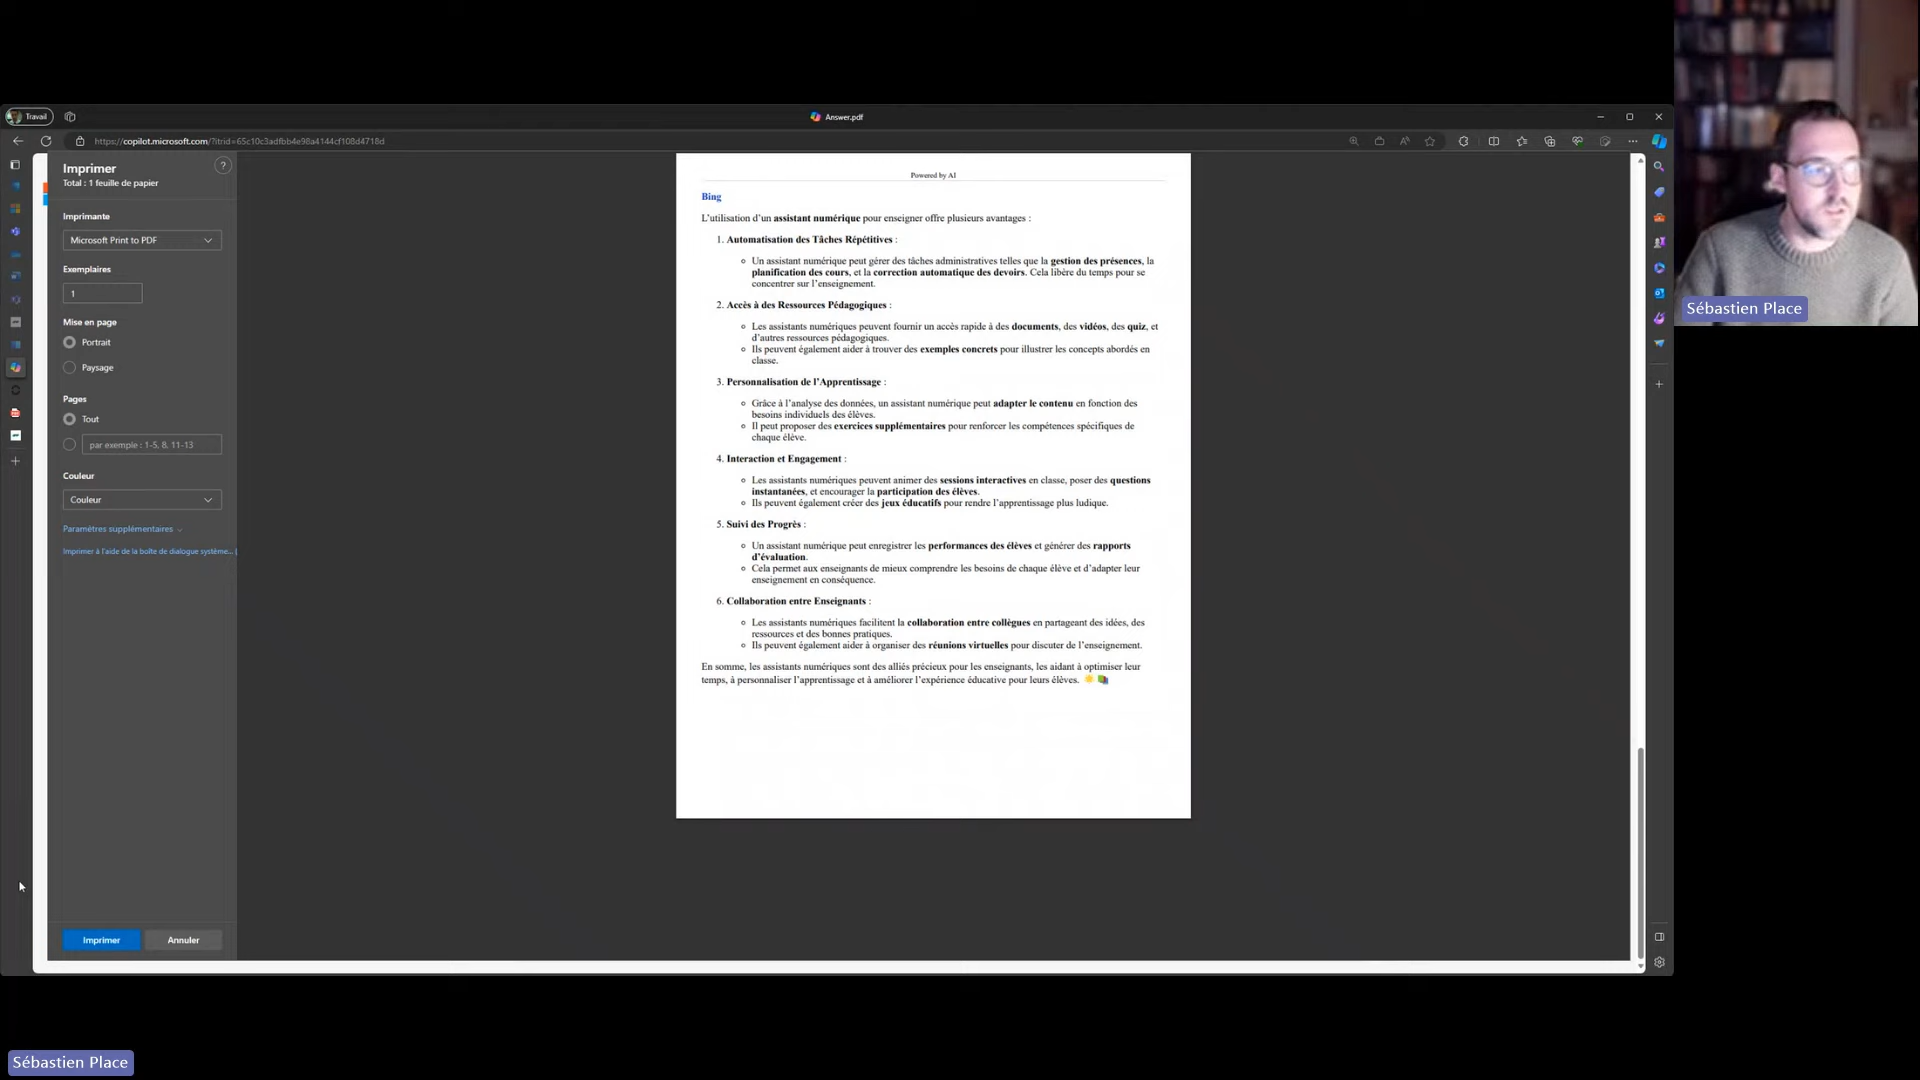 Travail
Answer.pdf
https://copilot.microsoft.com/?itrid=65c10c3adfbb4e98a4144cf108d4718d
Imprimer
?
Total : 1 feuille de papier
Imprimante
Microsoft Print to PDF
Exemplaires
1
Mise en page
Portrait
Paysage
Pages
Tout
par exemple : 1-5, 8, 11-13
Couleur
Couleur
Paramètres supplémentaires
Imprimer à l'aide de la boîte de dialogue système...
Imprimer
Annuler
Powered by AI
Bing
L'utilisation d'un assistant numérique pour enseigner offre plusieurs avantages :
1. Automatisation des Tâches Répétitives :
Un assistant numérique peut gérer des tâches administratives telles que la gestion des présences, la
planification des cours, et la correction automatique des devoirs. Cela libère du temps pour se
concentrer sur l'enseignement.
2. Accès à des Ressources Pédagogiques :
Les assistants numériques peuvent fournir un accès rapide à des documents, des vidéos, des quiz, et
d'autres ressources pédagogiques.
Ils peuvent également aider à trouver des exemples concrets pour illustrer les concepts abordés en
classe.
3. Personnalisation de l'Apprentissage :
Grâce à l'analyse des données, un assistant numérique peut adapter le contenu en fonction des
besoins individuels des élèves.
Il peut proposer des exercices supplémentaires pour renforcer les compétences spécifiques de
chaque élève.
4. Interaction et Engagement :
Les assistants numériques peuvent animer des sessions interactives en classe, poser des questions
instantanées, et encourager la participation des élèves.
Ils peuvent également créer des jeux éducatifs pour rendre l'apprentissage plus ludique.
5. Suivi des Progrès :
Un assistant numérique peut enregistrer les performances des élèves et générer des rapports
d'évaluation.
Cela permet aux enseignants de mieux comprendre les besoins de chaque élève et d'adapter leur
enseignement en conséquence.
6. Collaboration entre Enseignants :
Les assistants numériques facilitent la collaboration entre collègues en partageant des idées, des
ressources et des bonnes pratiques.
Ils peuvent également aider à organiser des réunions virtuelles pour discuter de l'enseignement.
En somme, les assistants numériques sont des alliés précieux pour les enseignants, les aidant à optimiser leur
temps, à personnaliser l'apprentissage et à améliorer l'expérience éducative pour leurs élèves.
Sébastien Place
Sébastien Place